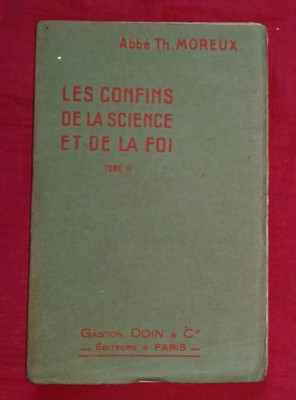 Abbé Th. MOREUX
LES CONFINS
DE LA SCIENCE
ET DE LA FOI
TOME II
GASTON DOIN & Cie
— ÉDITEURS A PARIS —